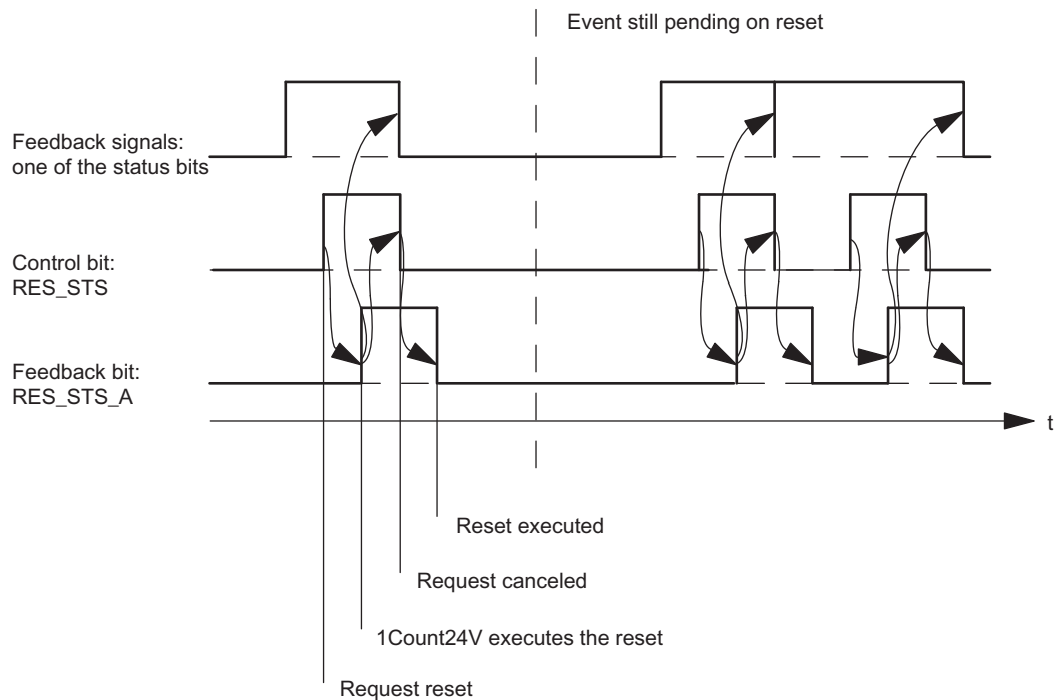 Event still pending on reset
Feedback signals:
one of the status bits
Control bit:
RES_STS
Feedback bit:
RES_STS_A
t
Reset executed
Request canceled
1Count24V executes the reset
Request reset